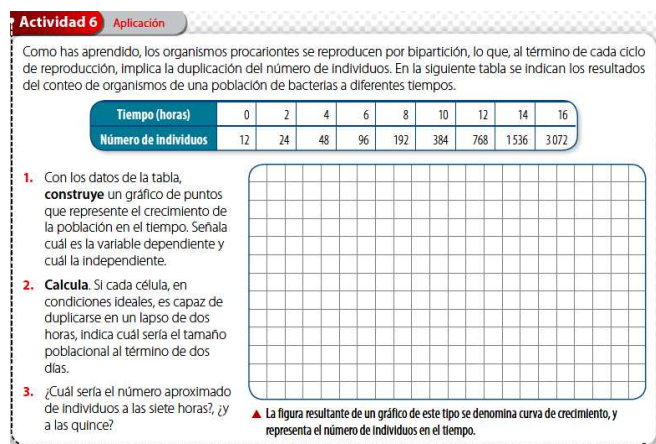 Actividad 6 Aplicación
Como has aprendido, los organismos procariontes se reproducen por bipartición, lo que, al término de cada ciclo
de reproducción, implica la duplicación del número de individuos. En la siguiente tabla se indican los resultados
del conteo de organismos de una población de bacterias a diferentes tiempos.
Tiempo (horas) 0 2 4 6 8 10 12 14 16
Número de individuos 12 24 48 96 192 384 768 1536 3072
1. Con los datos de la tabla,
construye un gráfico de puntos
que represente el crecimiento de
la población en el tiempo. Señala
cuál es la variable dependiente y
cuál la independiente.
2. Calcula. Si cada célula, en
condiciones ideales, es capaz de
duplicarse en un lapso de dos
horas, indica cuál sería el tamaño
poblacional al término de dos
días.
3. ¿Cuál sería el número aproximado
de individuos a las siete horas?, ¿y
a las quince?
▲ La figura resultante de un gráfico de este tipo se denomina curva de crecimiento, y
representa el número de individuos en el tiempo.